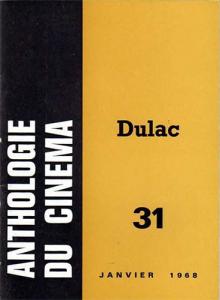 ANTHOLOGIE
DU CINEMA
Dulac
31
JANVIER 1968